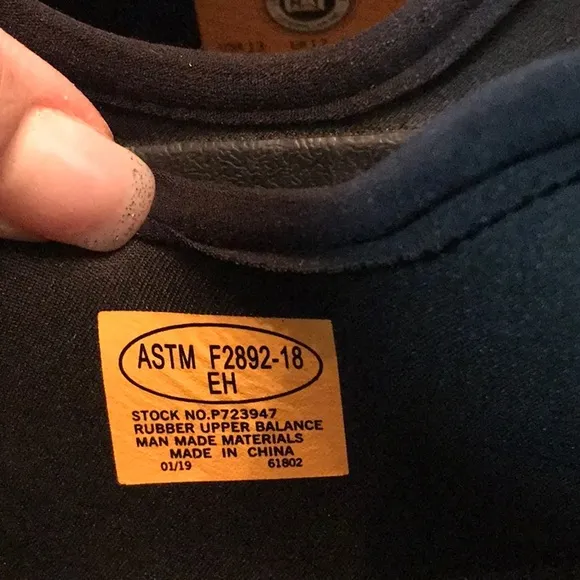 CAT
ASTM F2892-18
EH
STOCK NO.P723947
RUBBER UPPER BALANCE
MAN MADE MATERIALS
MADE IN CHINA
01/19 61802